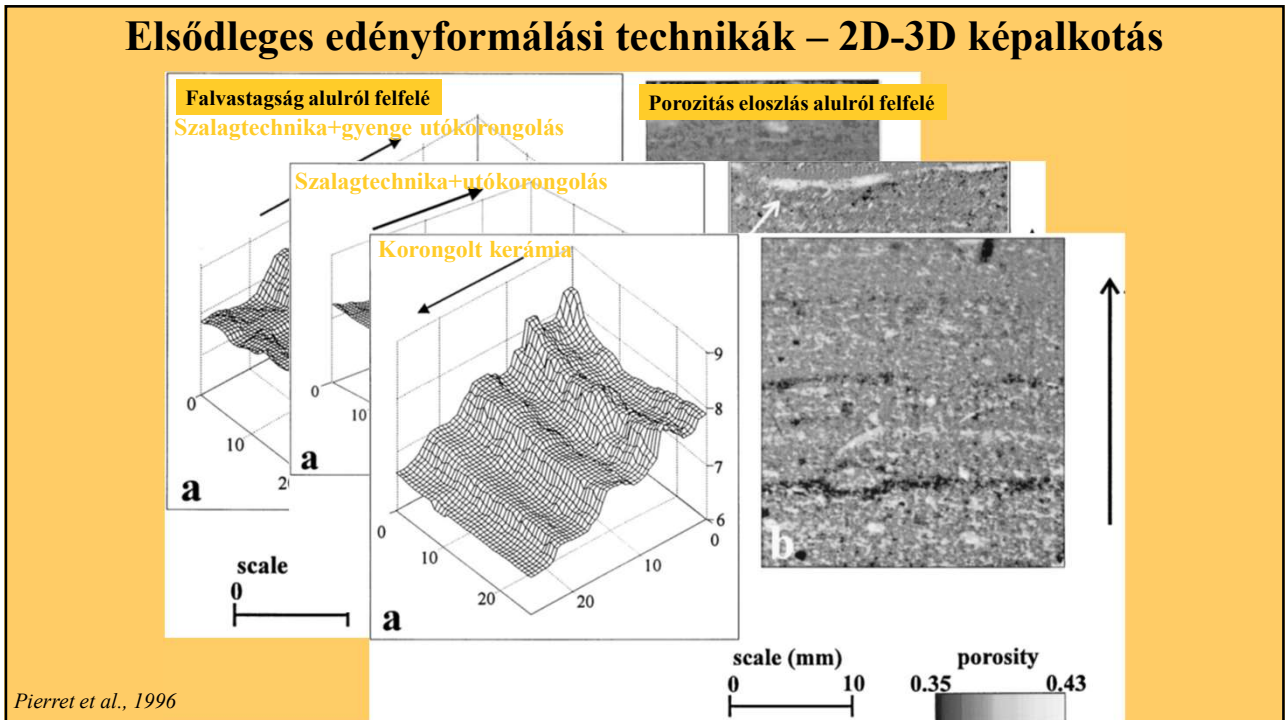 Elsődleges edényformálási technikák – 2D-3D képalkotás
Falvastagság alulról felfelé
Szalagtechnika+gyenge utókorongolás
Porozitás eloszlás alulról felfelé
Szalagtechnika+utókorongolás
Korongolt kerámia
0
10
a
0
a
9
8
7
6
0
10
20
0
10
20
a
b
scale
0
scale (mm)
0 10
porosity
0.35 0.43
Pierret et al., 1996